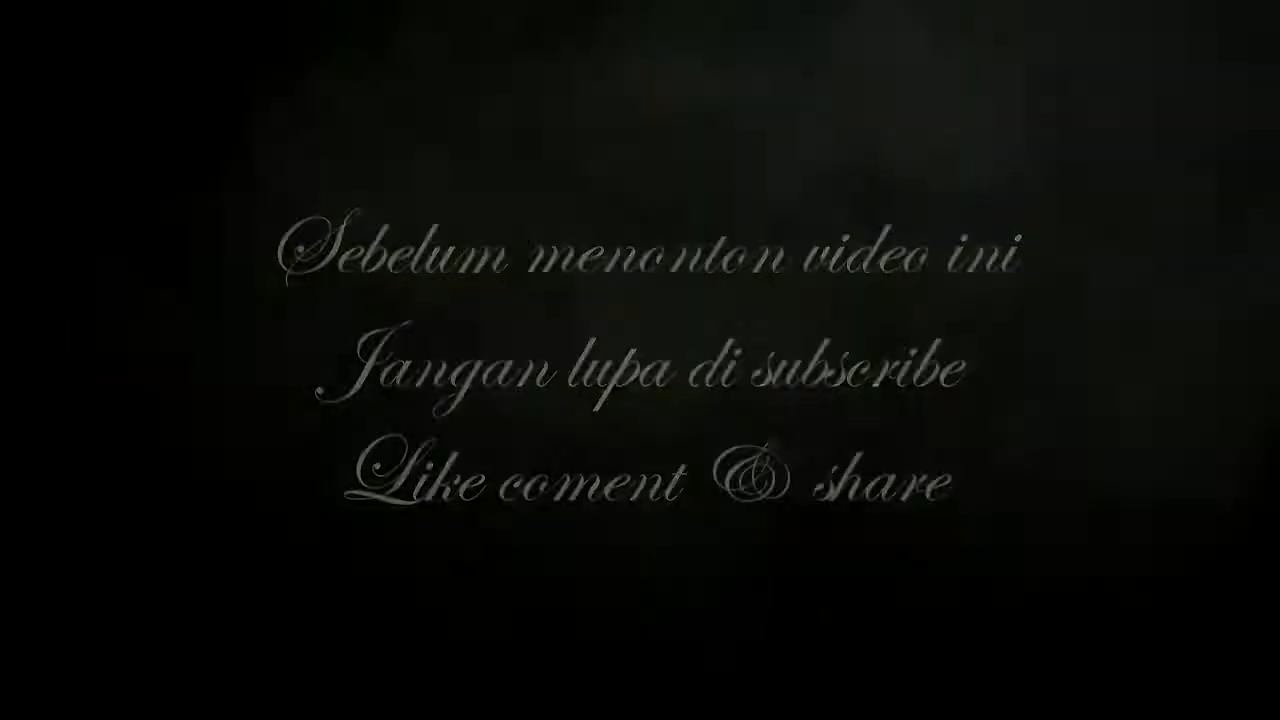 Sebelum menonton video ini
Jangan lupa di subscribe
Like coment & share